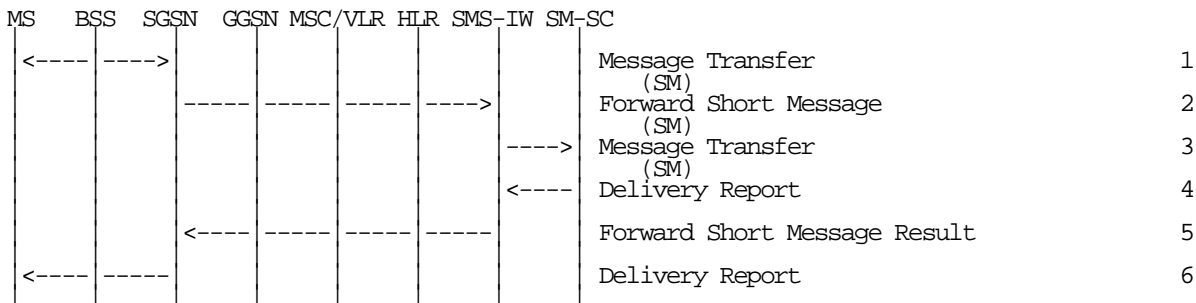 MS BSS SGSN GGSN MSC/VLR HLR SMS-IW SM-SC
Message Transfer 1
(SM)
Forward Short Message 2
(SM)
Message Transfer 3
(SM)
Delivery Report 4
Forward Short Message Result 5
Delivery Report 6